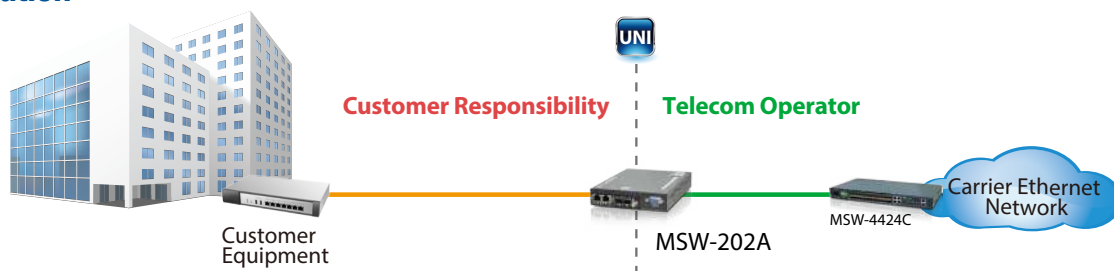 UNI
Customer Responsibility
Telecom Operator
Carrier Ethernet
Network
MSW-4424C
MSW-202A
Customer
Equipment